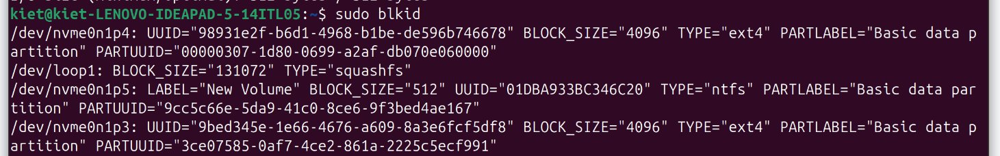 kiet@kiet-LENOVO-IDEAPAD-5-14ITL05:~$ sudo blkid
/dev/nvme0n1p4: UUID="98931e2f-b6d1-4968-b1be-de596b746678" BLOCK_SIZE="4096" TYPE="ext4" PARTLABEL="Basic data p
artition" PARTUUID="00000307-1d80-0699-a2af-db070e060000"
/dev/loop1: BLOCK_SIZE="131072" TYPE="squashfs"
/dev/nvme0n1p5: LABEL="New Volume" BLOCK_SIZE="512" UUID="01DBA933BC346C20" TYPE="ntfs" PARTLABEL="Basic data par
tition" PARTUUID="9cc5c66e-5da9-41c0-8ce6-9f3bed4ae167"
/dev/nvme0n1p3: UUID="9bed345e-1e66-4676-a609-8a3e6fcf5df8" BLOCK_SIZE="4096" TYPE="ext4" PARTLABEL="Basic data p
artition" PARTUUID="3ce07585-0af7-4ce2-861a-2225c5ecf991"